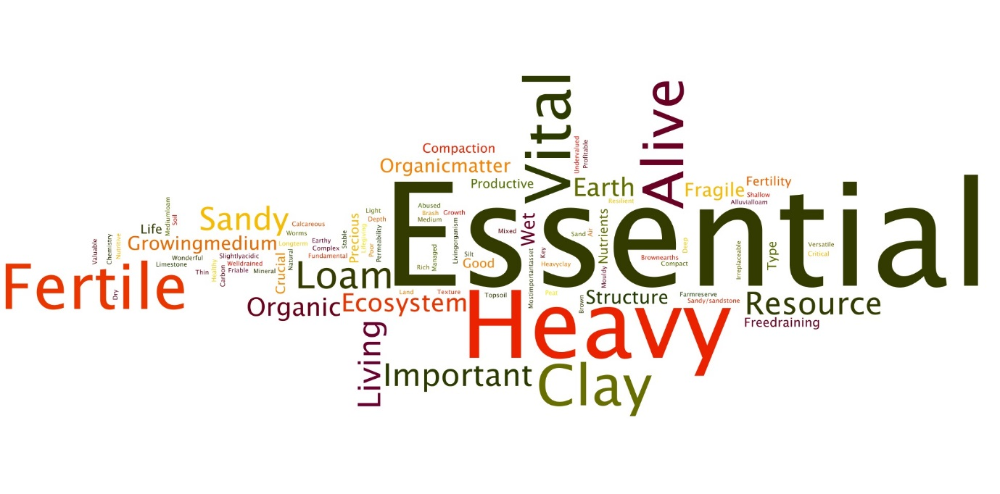 Vital
Alive
Compaction
Undervalued
Profitable
Organicmatter
Productive
Earth
Fragile
Fertility
Shallow
Alluvialloam
Resilient
Essential
Life
Mediumloam
Soil
Sandy
Calcareous
Worms
Growingmedium
Longterm
Earthy
Complex
Fundamental
Stable
Precious
Lifegiving
Light
Depth
Poor
Permeability
Abused
Brash
Growth
Medium
Livingorganism
Rich
Managed
Silt
Good
Mixed
Wet
Key
Heavyclay
Mostimportantasset
Sand
Air
Nutrients
Mouldy
Brownearths
Compact
Deep
Irreplaceable
Type
Versatile
Critical
Valuable
Chemistry
Nutritive
Wonderful
Limestone
Thin
Healthy
Carbon
Slightlyacidic
Welldrained
Friable
Mineral
Crucial
Natural
Fertile
Dry
Loam
Organic
Ecosystem
Land
Texture
Topsoil
Peat
Brown
Structure
Farmreserve
Sandy/sandstone
Resource
Freedraining
Heavy
Living
Important
Clay